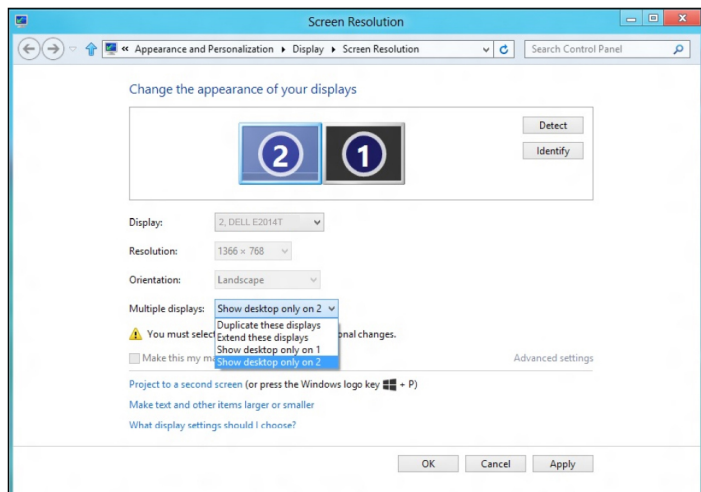 Screen Resolution
« Appearance and Personalization ▸ Display ▸ Screen Resolution
Search Control Panel
Change the appearance of your displays
2 1
Detect
Identify
Display: 2, DELL E2014T
Resolution: 1366 × 768
Orientation: Landscape
Multiple displays: Show desktop only on 2
Duplicate these displays
You must selec onal changes.
Extend these displays
Show desktop only on 1
Make this my m Advanced settings
Show desktop only on 2
Project to a second screen (or press the Windows logo key + P)
Make text and other items larger or smaller
What display settings should I choose?
OK Cancel Apply